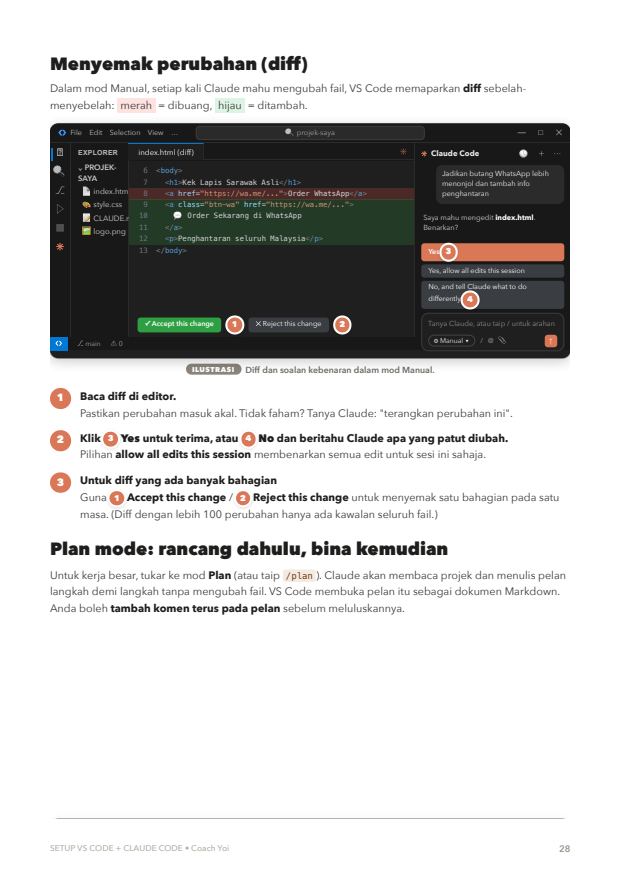 Menyemak perubahan (diff)
Dalam mod Manual, setiap kali Claude mahu mengubah fail, VS Code memaparkan diff sebelah-
menyebelah: merah = dibuang, hijau = ditambah.
File Edit Selection View ... projek-saya
EXPLORER
PROJEK-
SAYA
index.htm
style.css
CLAUDE.r
logo.png
index.html (diff)
6 <body>
7 <h1>Kek Lapis Sarawak Asli</h1>
8 <a href="https://wa.me/...">Order WhatsApp</a>
9 <a class="btn-wa" href="https://wa.me/...">
10 💬 Order Sekarang di WhatsApp
11 </a>
12 <p>Penghantaran seluruh Malaysia</p>
13 </body>
✔Accept this change 1 ✕Reject this change 2
main ⚠0
Claude Code
Jadikan butang WhatsApp lebih
menonjol dan tambah info
penghantaran
Saya mahu mengedit index.html.
Benarkan?
Yes 3
Yes, allow all edits this session
No, and tell Claude what to do
differently 4
Tanya Claude, atau taip / untuk arahan
Manual ▾ / @
ILUSTRASI Diff dan soalan kebenaran dalam mod Manual.
1 Baca diff di editor.
Pastikan perubahan masuk akal. Tidak faham? Tanya Claude: "terangkan perubahan ini".
2 Klik 3 Yes untuk terima, atau 4 No dan beritahu Claude apa yang patut diubah.
Pilihan allow all edits this session membenarkan semua edit untuk sesi ini sahaja.
3 Untuk diff yang ada banyak bahagian
Guna 1 Accept this change / 2 Reject this change untuk menyemak satu bahagian pada satu
masa. (Diff dengan lebih 100 perubahan hanya ada kawalan seluruh fail.)
Plan mode: rancang dahulu, bina kemudian
Untuk kerja besar, tukar ke mod Plan (atau taip /plan ). Claude akan membaca projek dan menulis pelan
langkah demi langkah tanpa mengubah fail. VS Code membuka pelan itu sebagai dokumen Markdown.
Anda boleh tambah komen terus pada pelan sebelum meluluskannya.
SETUP VS CODE + CLAUDE CODE • Coach Yoi 28